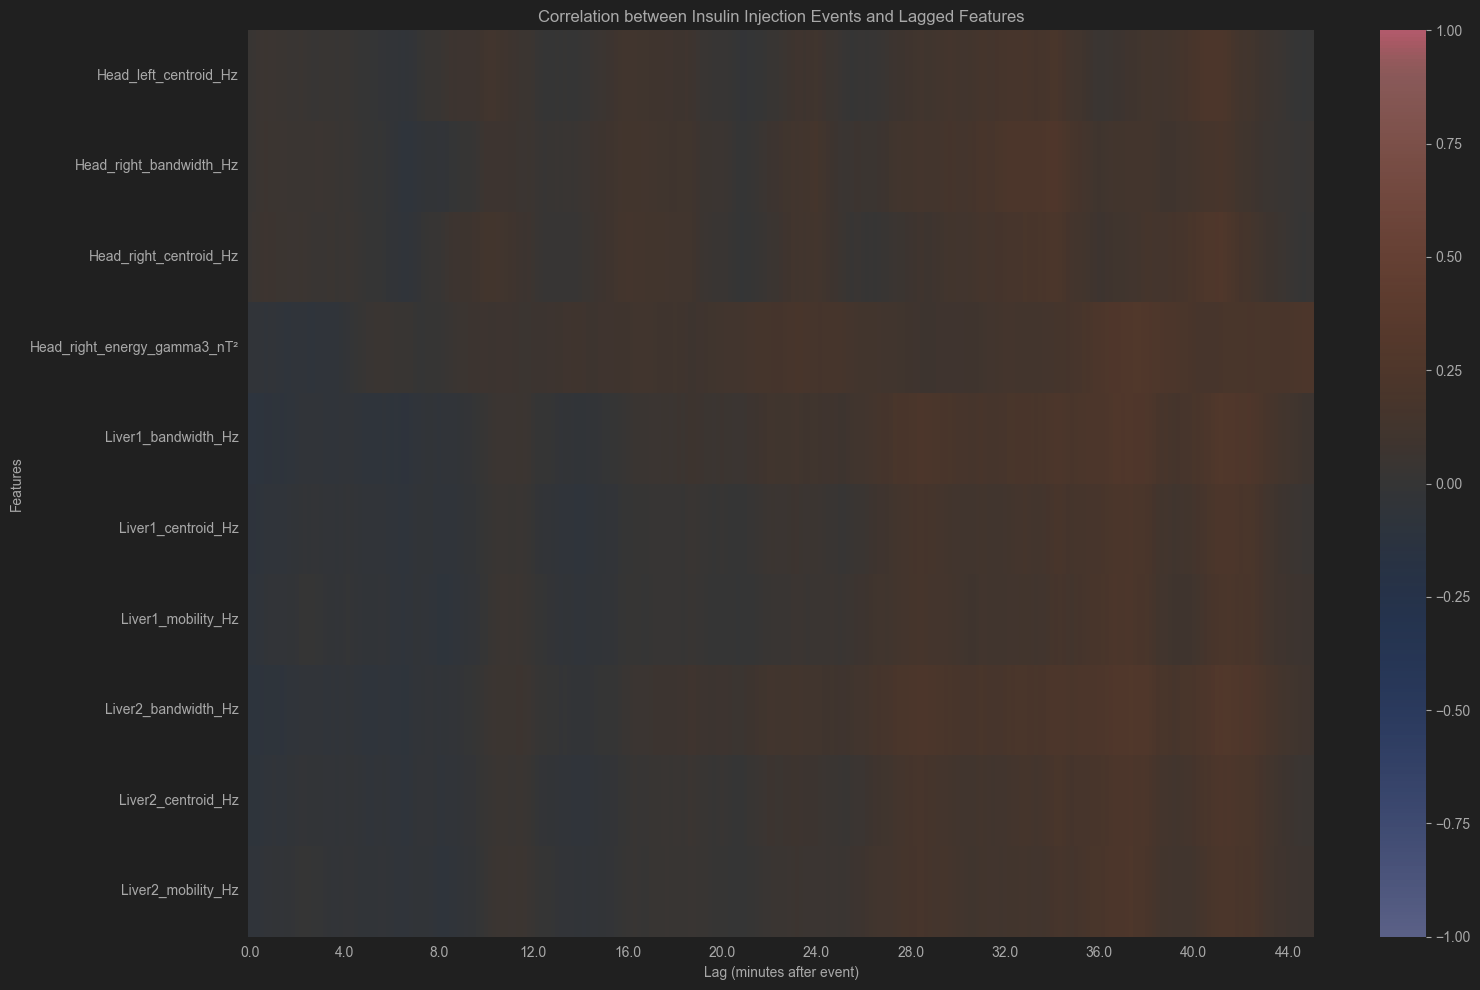 Correlation between Insulin Injection Events and Lagged Features
Features
Head_left_centroid_Hz
Head_right_bandwidth_Hz
Head_right_centroid_Hz
Head_right_energy_gamma3_nT²
Liver1_bandwidth_Hz
Liver1_centroid_Hz
Liver1_mobility_Hz
Liver2_bandwidth_Hz
Liver2_centroid_Hz
Liver2_mobility_Hz
0.0 4.0 8.0 12.0 16.0 20.0 24.0 28.0 32.0 36.0 40.0 44.0
Lag (minutes after event)
1.00
0.75
0.50
0.25
0.00
−0.25
−0.50
−0.75
−1.00